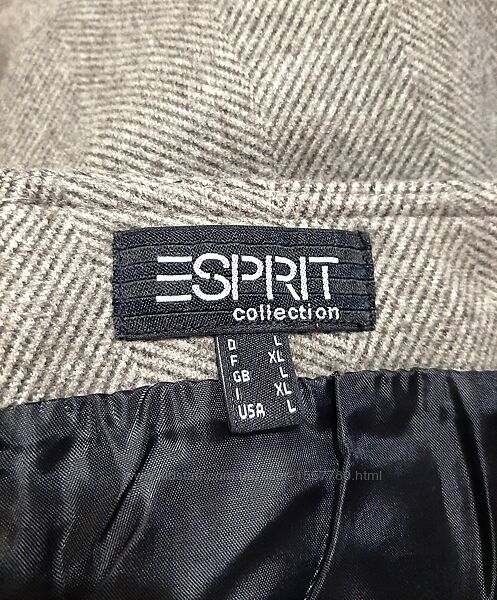 ESPRIT
collection
D L
F XL
GB L
I XL
USA L